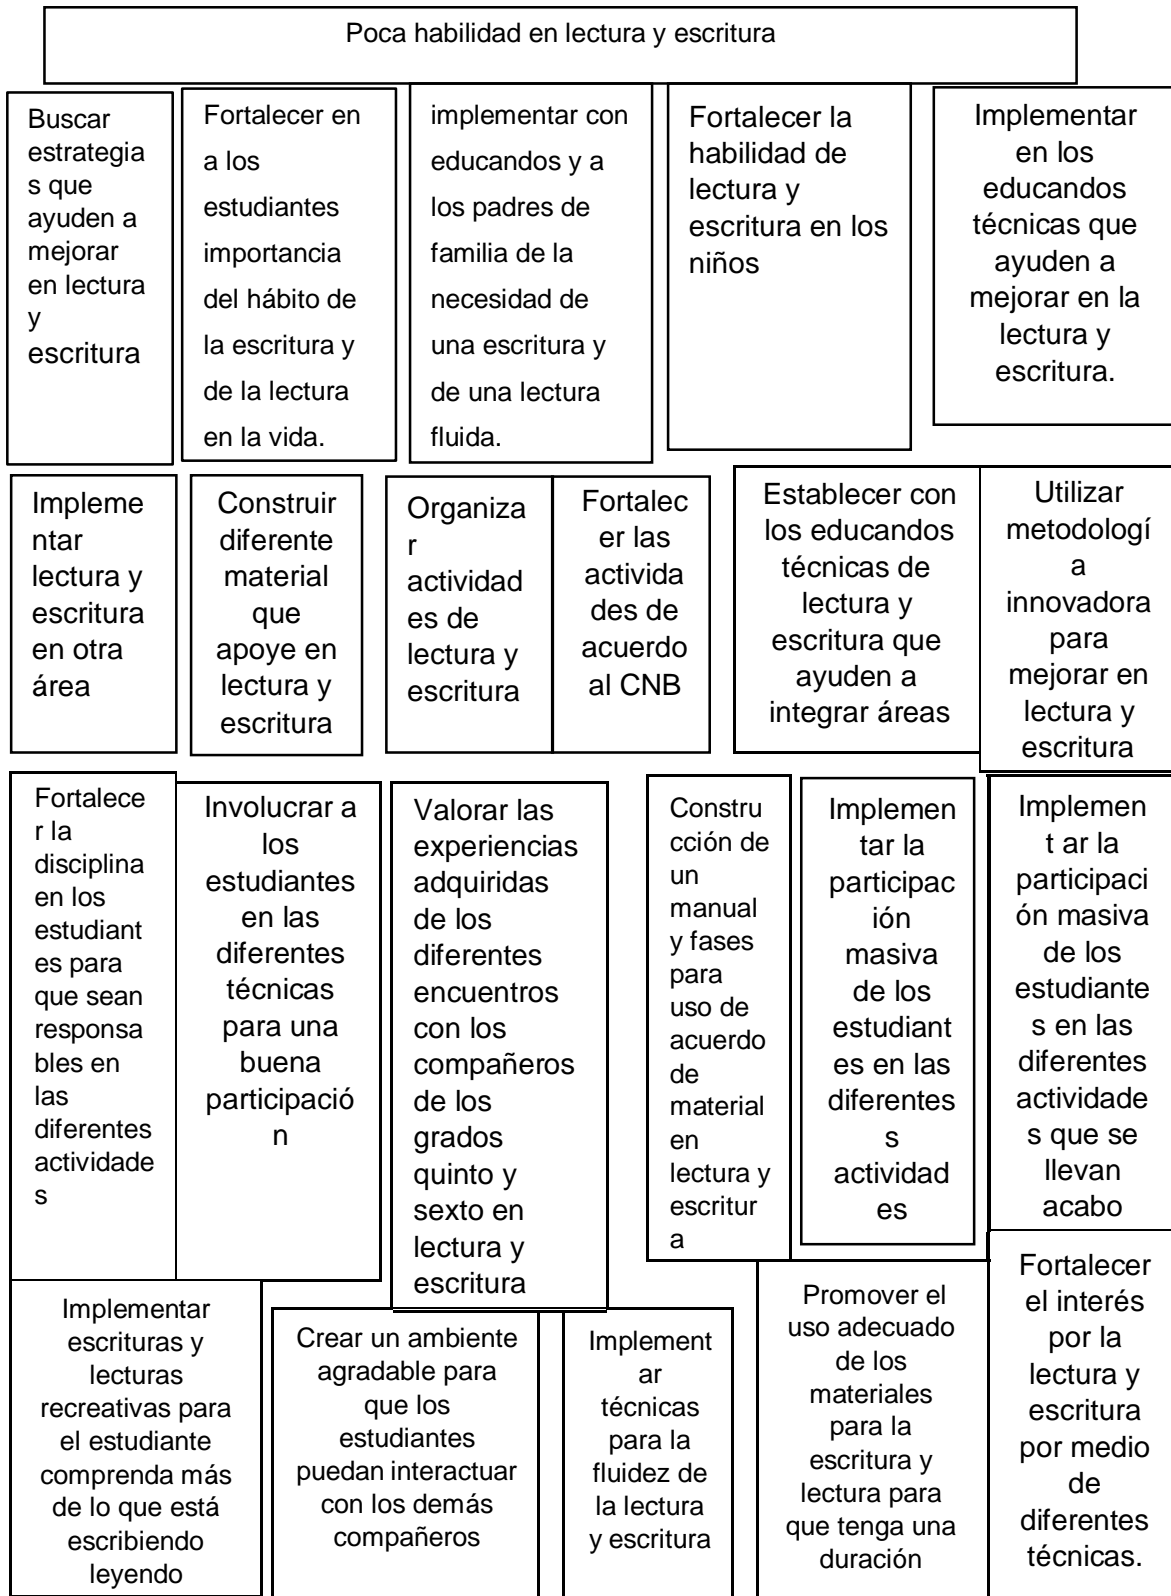 Poca habilidad en lectura y escritura
Buscar
estrategia
s que
ayuden a
mejorar
en lectura
y
escritura
Fortalecer en
a los
estudiantes
importancia
del hábito de
la escritura y
de la lectura
en la vida.
implementar con
educandos y a
los padres de
familia de la
necesidad de
una escritura y
de una lectura
fluida.
Fortalecer la
habilidad de
lectura y
escritura en los
niños
Implementar
en los
educandos
técnicas que
ayuden a
mejorar en la
lectura y
escritura.
Impleme
ntar
lectura y
escritura
en otra
área
Construir
diferente
material
que
apoye en
lectura y
escritura
Organiza
r
actividad
es de
lectura y
escritura
Fortalec
er las
activida
des de
acuerdo
al CNB
Establecer con
los educandos
técnicas de
lectura y
escritura que
ayuden a
integrar áreas
Utilizar
metodologí
a
innovadora
para
mejorar en
lectura y
escritura
Fortalece
r la
disciplina
en los
estudiant
es para
que sean
responsa
bles en
las
diferentes
actividade
s
Involucrar a
los
estudiantes
en las
diferentes
técnicas
para una
buena
participació
n
Valorar las
experiencias
adquiridas
de los
diferentes
encuentros
con los
compañeros
de los
grados
quinto y
sexto en
lectura y
escritura
Constru
cción de
un
manual
y fases
para
uso de
acuerdo
de
material
en
lectura y
escritur
a
Implemen
tar la
participac
ión
masiva
de los
estudiant
es en las
diferentes
s
actividad
es
Implemen
t ar la
participaci
ón masiva
de los
estudiante
s en las
diferentes
actividade
s que se
llevan
acabo
Implementar
escrituras y
lecturas
recreativas para
el estudiante
comprenda más
de lo que está
escribiendo
leyendo
Crear un ambiente
agradable para
que los
estudiantes
puedan interactuar
con los demás
compañeros
Implement
ar
técnicas
para la
fluidez de
la lectura
y escritura
Promover el
uso adecuado
de los
materiales
para la
escritura y
lectura para
que tenga una
duración
Fortalecer
el interés
por la
lectura y
escritura
por medio
de
diferentes
técnicas.